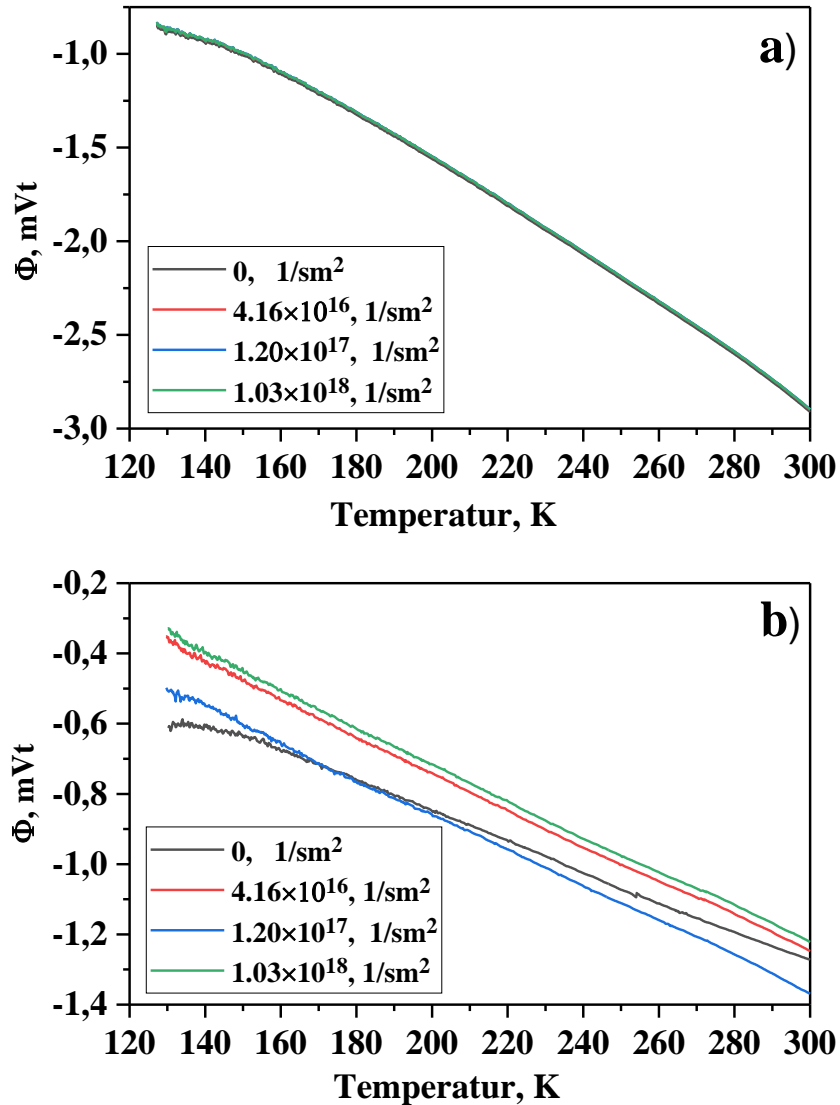 a)
-1,0
-1,5
-2,0
-2,5
-3,0
Φ, mVt
0, 1/sm²
4.16×10¹⁶, 1/sm²
1.20×10¹⁷, 1/sm²
1.03×10¹⁸, 1/sm²
120 140 160 180 200 220 240 260 280 300
Temperatur, K
b)
-0,2
-0,4
-0,6
-0,8
-1,0
-1,2
-1,4
Φ, mVt
0, 1/sm²
4.16×10¹⁶, 1/sm²
1.20×10¹⁷, 1/sm²
1.03×10¹⁸, 1/sm²
120 140 160 180 200 220 240 260 280 300
Temperatur, K